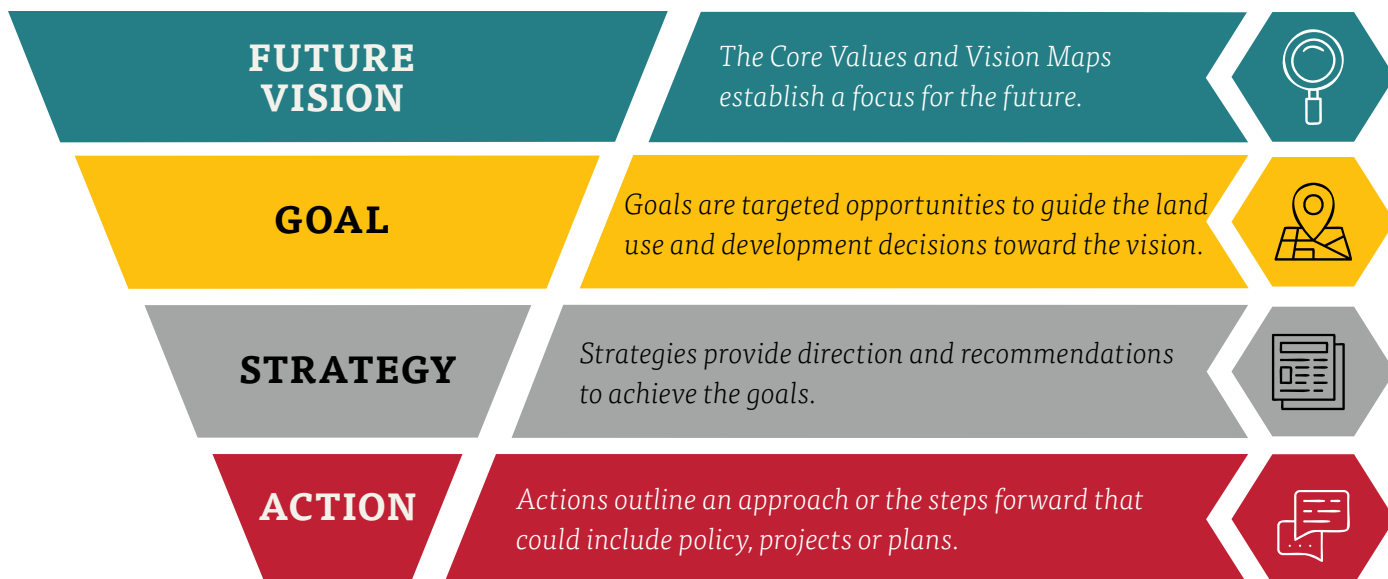 FUTURE
VISION
The Core Values and Vision Maps
establish a focus for the future.
GOAL
Goals are targeted opportunities to guide the land
use and development decisions toward the vision.
STRATEGY
Strategies provide direction and recommendations
to achieve the goals.
ACTION
Actions outline an approach or the steps forward that
could include policy, projects or plans.